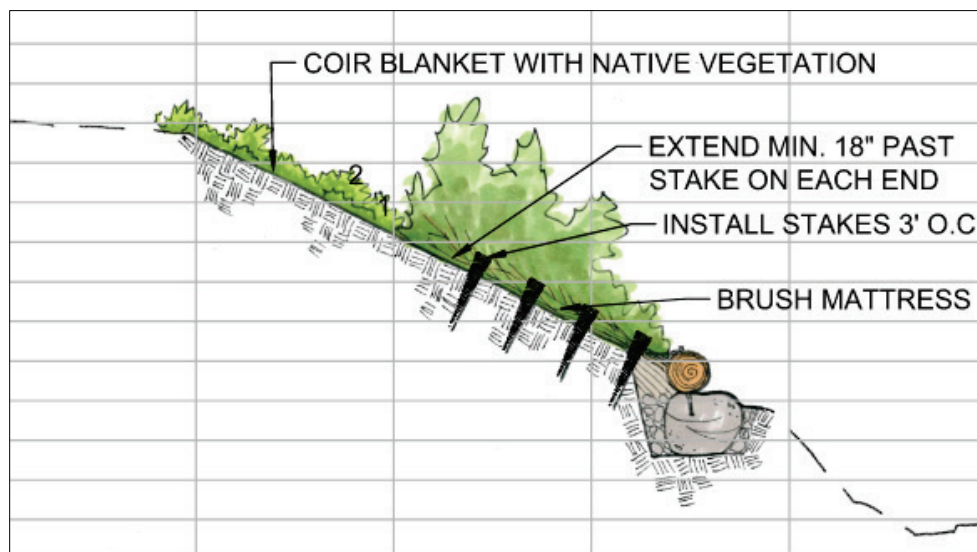 COIR BLANKET WITH NATIVE VEGETATION
EXTEND MIN. 18" PAST
STAKE ON EACH END
2
1
INSTALL STAKES 3' O.C
BRUSH MATTRESS